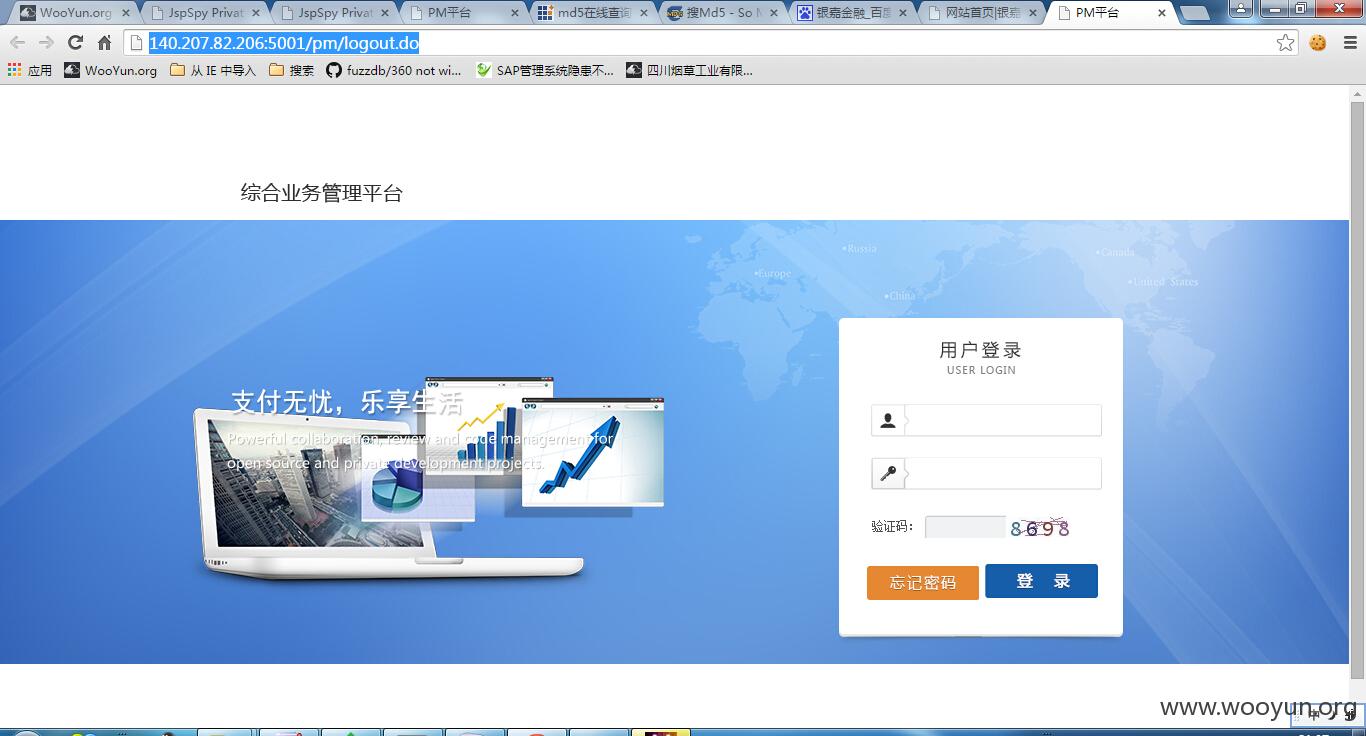 WooYun.org
JspSpy Privat
JspSpy Privat
PM平台
md5在线查询
搜Md5 - So M
银嘉金融_百度
网站首页|银嘉
PM平台
140.207.82.206:5001/pm/logout.do
应用
WooYun.org
从 IE 中导入
搜索
fuzzdb/360 not wi...
SAP管理系统隐患不...
四川烟草工业有限...
综合业务管理平台
Russia
Europe
China
Canada
United States
支付无忧，乐享生活
Powerful collaboration, review and code management for
open source and private development projects.
用户登录
USER LOGIN
验证码：
8698
忘记密码
登 录
www.wooyun.org
中